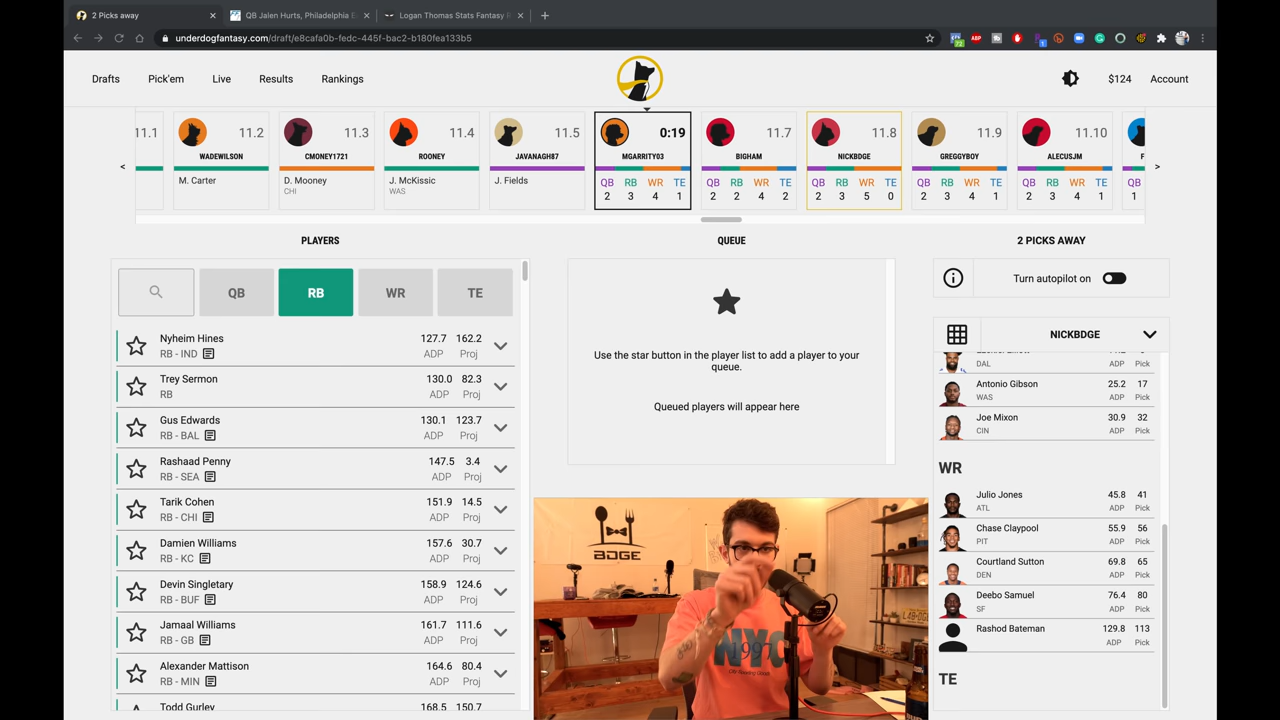 2 Picks away
QB Jalen Hurts, Philadelphia E
Logan Thomas Stats Fantasy R
underdogfantasy.com/draft/e8cafa0b-fedc-445f-bac2-b180fea133b5
Drafts
Pick'em
Live
Results
Rankings
$124
Account
11.1
11.2
WADEWILSON
M. Carter
11.3
CMONEY1721
D. Mooney
CHI
11.4
ROONEY
J. McKissic
WAS
11.5
JAVANAGH87
J. Fields
0:19
MGARRITY03
QB RB WR TE
2 3 4 1
11.7
BIGHAM
QB RB WR TE
2 2 4 2
11.8
NICKBDGE
QB RB WR TE
2 3 5 0
11.9
GREGGYBOY
QB RB WR TE
2 3 4 1
11.10
ALECUSJM
QB RB WR TE
2 3 4 1
F
QB
1
PLAYERS
QB
RB
WR
TE
Nyheim Hines 127.7 162.2
RB - IND ADP Proj
Trey Sermon 130.0 82.3
RB ADP Proj
Gus Edwards 130.1 123.7
RB - BAL ADP Proj
Rashaad Penny 147.5 3.4
RB - SEA ADP Proj
Tarik Cohen 151.9 14.5
RB - CHI ADP Proj
Damien Williams 157.6 30.7
RB - KC ADP Proj
Devin Singletary 158.9 124.6
RB - BUF ADP Proj
Jamaal Williams 161.7 111.6
RB - GB ADP Proj
Alexander Mattison 164.6 80.4
RB - MIN ADP Proj
Todd Gurley 168.5 150.7
QUEUE
Use the star button in the player list to add a player to your
queue.
Queued players will appear here
BDGE
NYC
1997
2 PICKS AWAY
Turn autopilot on
NICKBDGE
DAL ADP Pick
Antonio Gibson 25.2 17
WAS ADP Pick
Joe Mixon 30.9 32
CIN ADP Pick
WR
Julio Jones 45.8 41
ATL ADP Pick
Chase Claypool 55.9 56
PIT ADP Pick
Courtland Sutton 69.8 65
DEN ADP Pick
Deebo Samuel 76.4 80
SF ADP Pick
Rashod Bateman 129.8 113
ADP Pick
TE